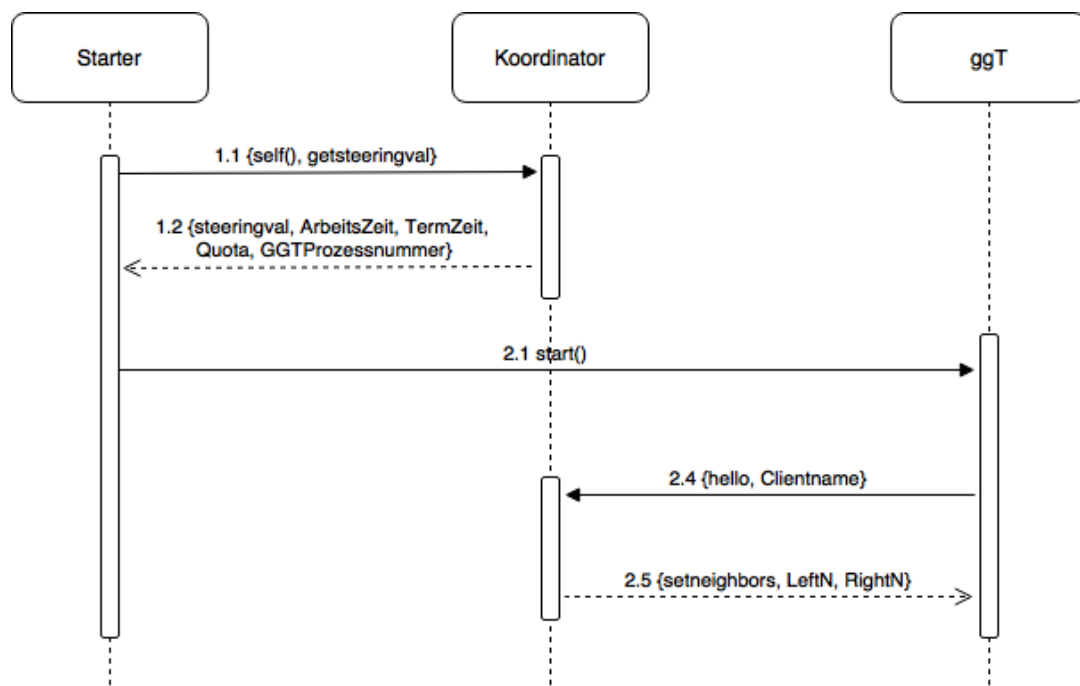 Starter
Koordinator
ggT
1.1 {self(), getsteeringval}
1.2 {steeringval, ArbeitsZeit, TermZeit,
Quota, GGTProzessnummer}
2.1 start()
2.4 {hello, Clientname}
2.5 {setneighbors, LeftN, RightN}